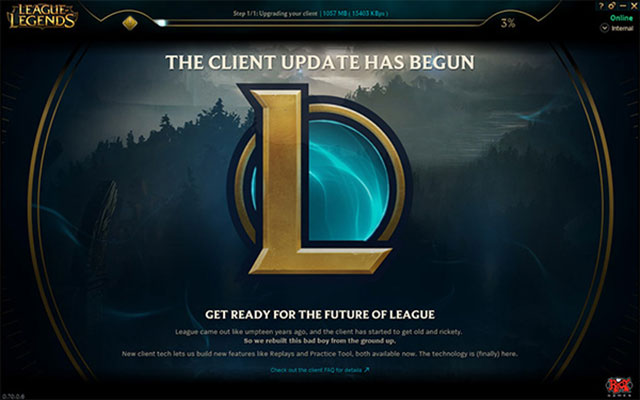 LEAGUE OF LEGENDS
Step 1/1: Upgrading your client | 1057 MB ( 15403 KBps )
3%
? – X
Online
Internal
THE CLIENT UPDATE HAS BEGUN
L
GET READY FOR THE FUTURE OF LEAGUE
League came out like umpteen years ago, and the client has started to get old and rickety.
So we rebuilt this bad boy from the ground up.
New client tech lets us build new features like Replays and Practice Tool, both available now. The technology is (finally) here.
Check out the client FAQ for details
0.70.0.6
RIOT
GAMES